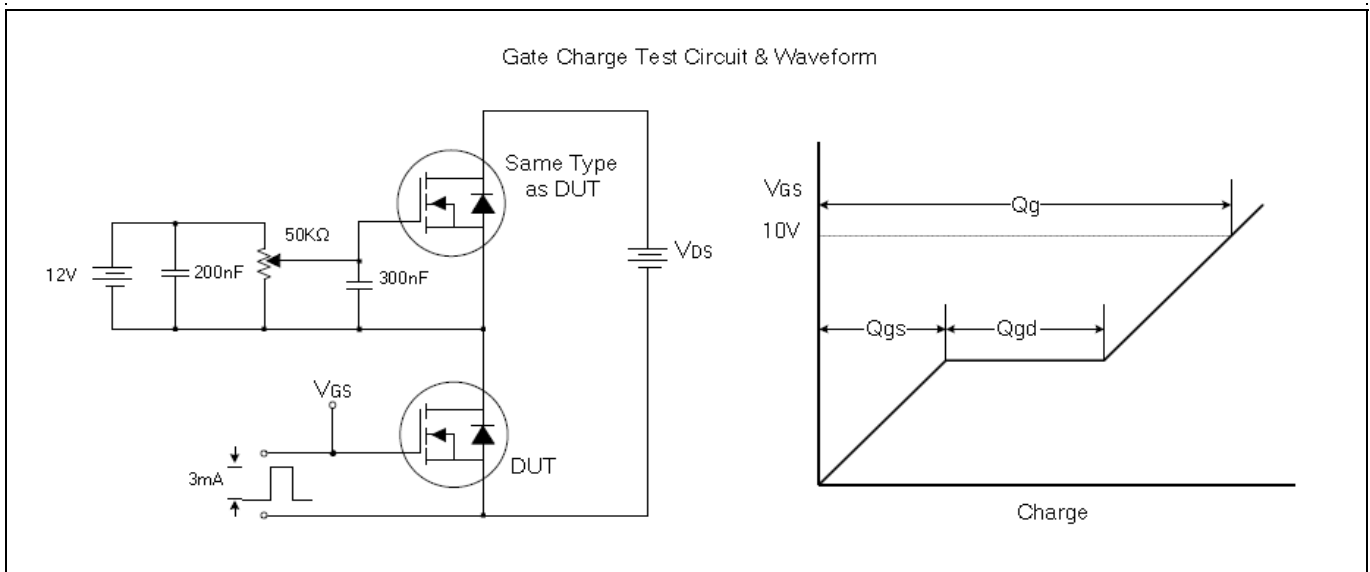 Gate Charge Test Circuit & Waveform
Same Type
as DUT
50KΩ
12V
200nF
300nF
VDS
VGS
DUT
3mA
VGS
10V
Qg
Qgs
Qgd
Charge